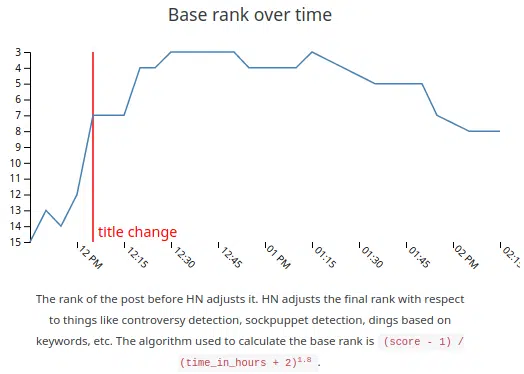 Base rank over time
3
4
5
6
7
8
9
10
11
12
13
14
15
title change
12 PM
12:15
12:30
12:45
01 PM
01:15
01:30
01:45
02 PM
02:15
The rank of the post before HN adjusts it. HN adjusts the final rank with respect
to things like controversy detection, sockpuppet detection, dings based on
keywords, etc. The algorithm used to calculate the base rank is (score - 1) /
(time_in_hours + 2)^1.8 .